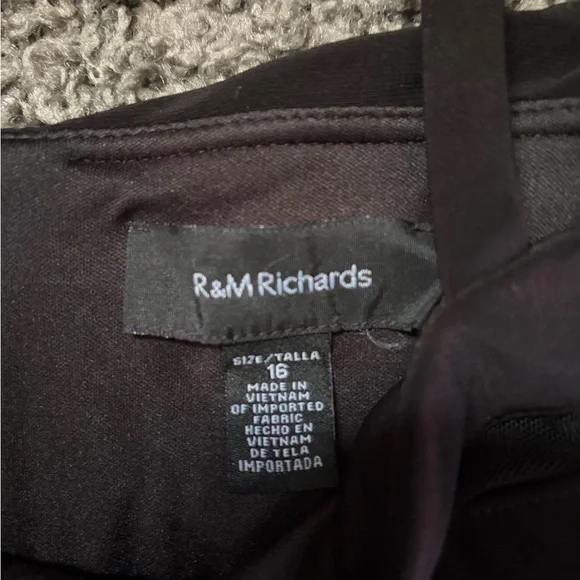 R&M Richards
SIZE/TALLA
16
MADE IN
VIETNAM
OF IMPORTED
FABRIC
HECHO EN
VIETNAM
DE TELA
IMPORTADA